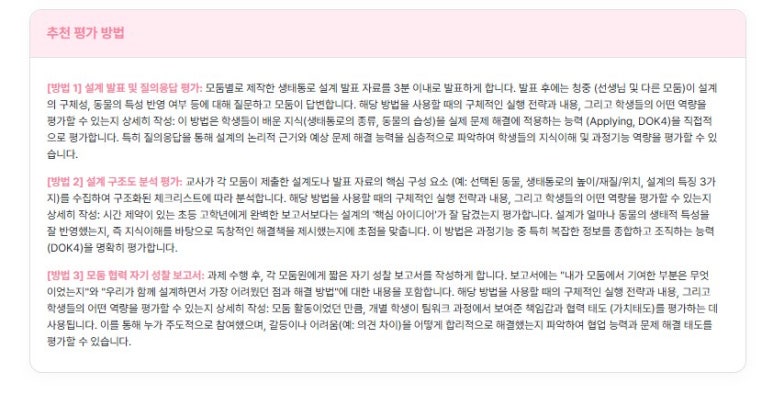 추천 평가 방법
[방법 1] 설계 발표 및 질의응답 평가: 모둠별로 제작한 생태통로 설계 발표 자료를 3분 이내로 발표하게 합니다. 발표 후에는 청중 (선생님 및 다른 모둠)이 설계
의 구체성, 동물의 특성 반영 여부 등에 대해 질문하고 모둠이 답변합니다. 해당 방법을 사용할 때의 구체적인 실행 전략과 내용, 그리고 학생들의 어떤 역량을
평가할 수 있는지 상세히 작성: 이 방법은 학생들이 배운 지식(생태통로의 종류, 동물의 습성)을 실제 문제 해결에 적용하는 능력 (Applying, DOK4)을 직접적
으로 평가합니다. 특히 질의응답을 통해 설계의 논리적 근거와 예상 문제 해결 능력을 심층적으로 파악하여 학생들의 지식이해 및 과정기능 역량을 평가할 수 있
습니다.
[방법 2] 설계 구조도 분석 평가: 교사가 각 모둠이 제출한 설계도나 발표 자료의 핵심 구성 요소 (예: 선택된 동물, 생태통로의 높이/재질/위치, 설계의 특징 3가
지)를 수집하여 구조화된 체크리스트에 따라 분석합니다. 해당 방법을 사용할 때의 구체적인 실행 전략과 내용, 그리고 학생들의 어떤 역량을 평가할 수 있는지
상세히 작성: 시간 제약이 있는 초등 고학년에게 완벽한 보고서보다는 설계의 '핵심 아이디어'가 잘 담겼는지 평가합니다. 설계가 얼마나 동물의 생태적 특성을
잘 반영했는지, 즉 지식이해를 바탕으로 독창적인 해결책을 제시했는지에 초점을 맞춥니다. 이 방법은 과정기능 중 특히 복잡한 정보를 종합하고 조직하는 능력
(DOK4)을 명확히 평가합니다.
[방법 3] 모둠 협력 자기 성찰 보고서: 과제 수행 후, 각 모둠원에게 짧은 자기 성찰 보고서를 작성하게 합니다. 보고서에는 "내가 모둠에서 기여한 부분은 무엇
이었는지"와 "우리가 함께 설계하면서 가장 어려웠던 점과 해결 방법"에 대한 내용을 포함합니다. 해당 방법을 사용할 때의 구체적인 실행 전략과 내용, 그리고
학생들의 어떤 역량을 평가할 수 있는지 상세히 작성: 모둠 활동이었던 만큼, 개별 학생이 팀워크 과정에서 보여준 책임감과 협력 태도 (가치태도)를 평가하는 데
사용됩니다. 이를 통해 누가 주도적으로 참여했으며, 갈등이나 어려움(예: 의견 차이)을 어떻게 합리적으로 해결했는지 파악하여 협업 능력과 문제 해결 태도를
평가할 수 있습니다.